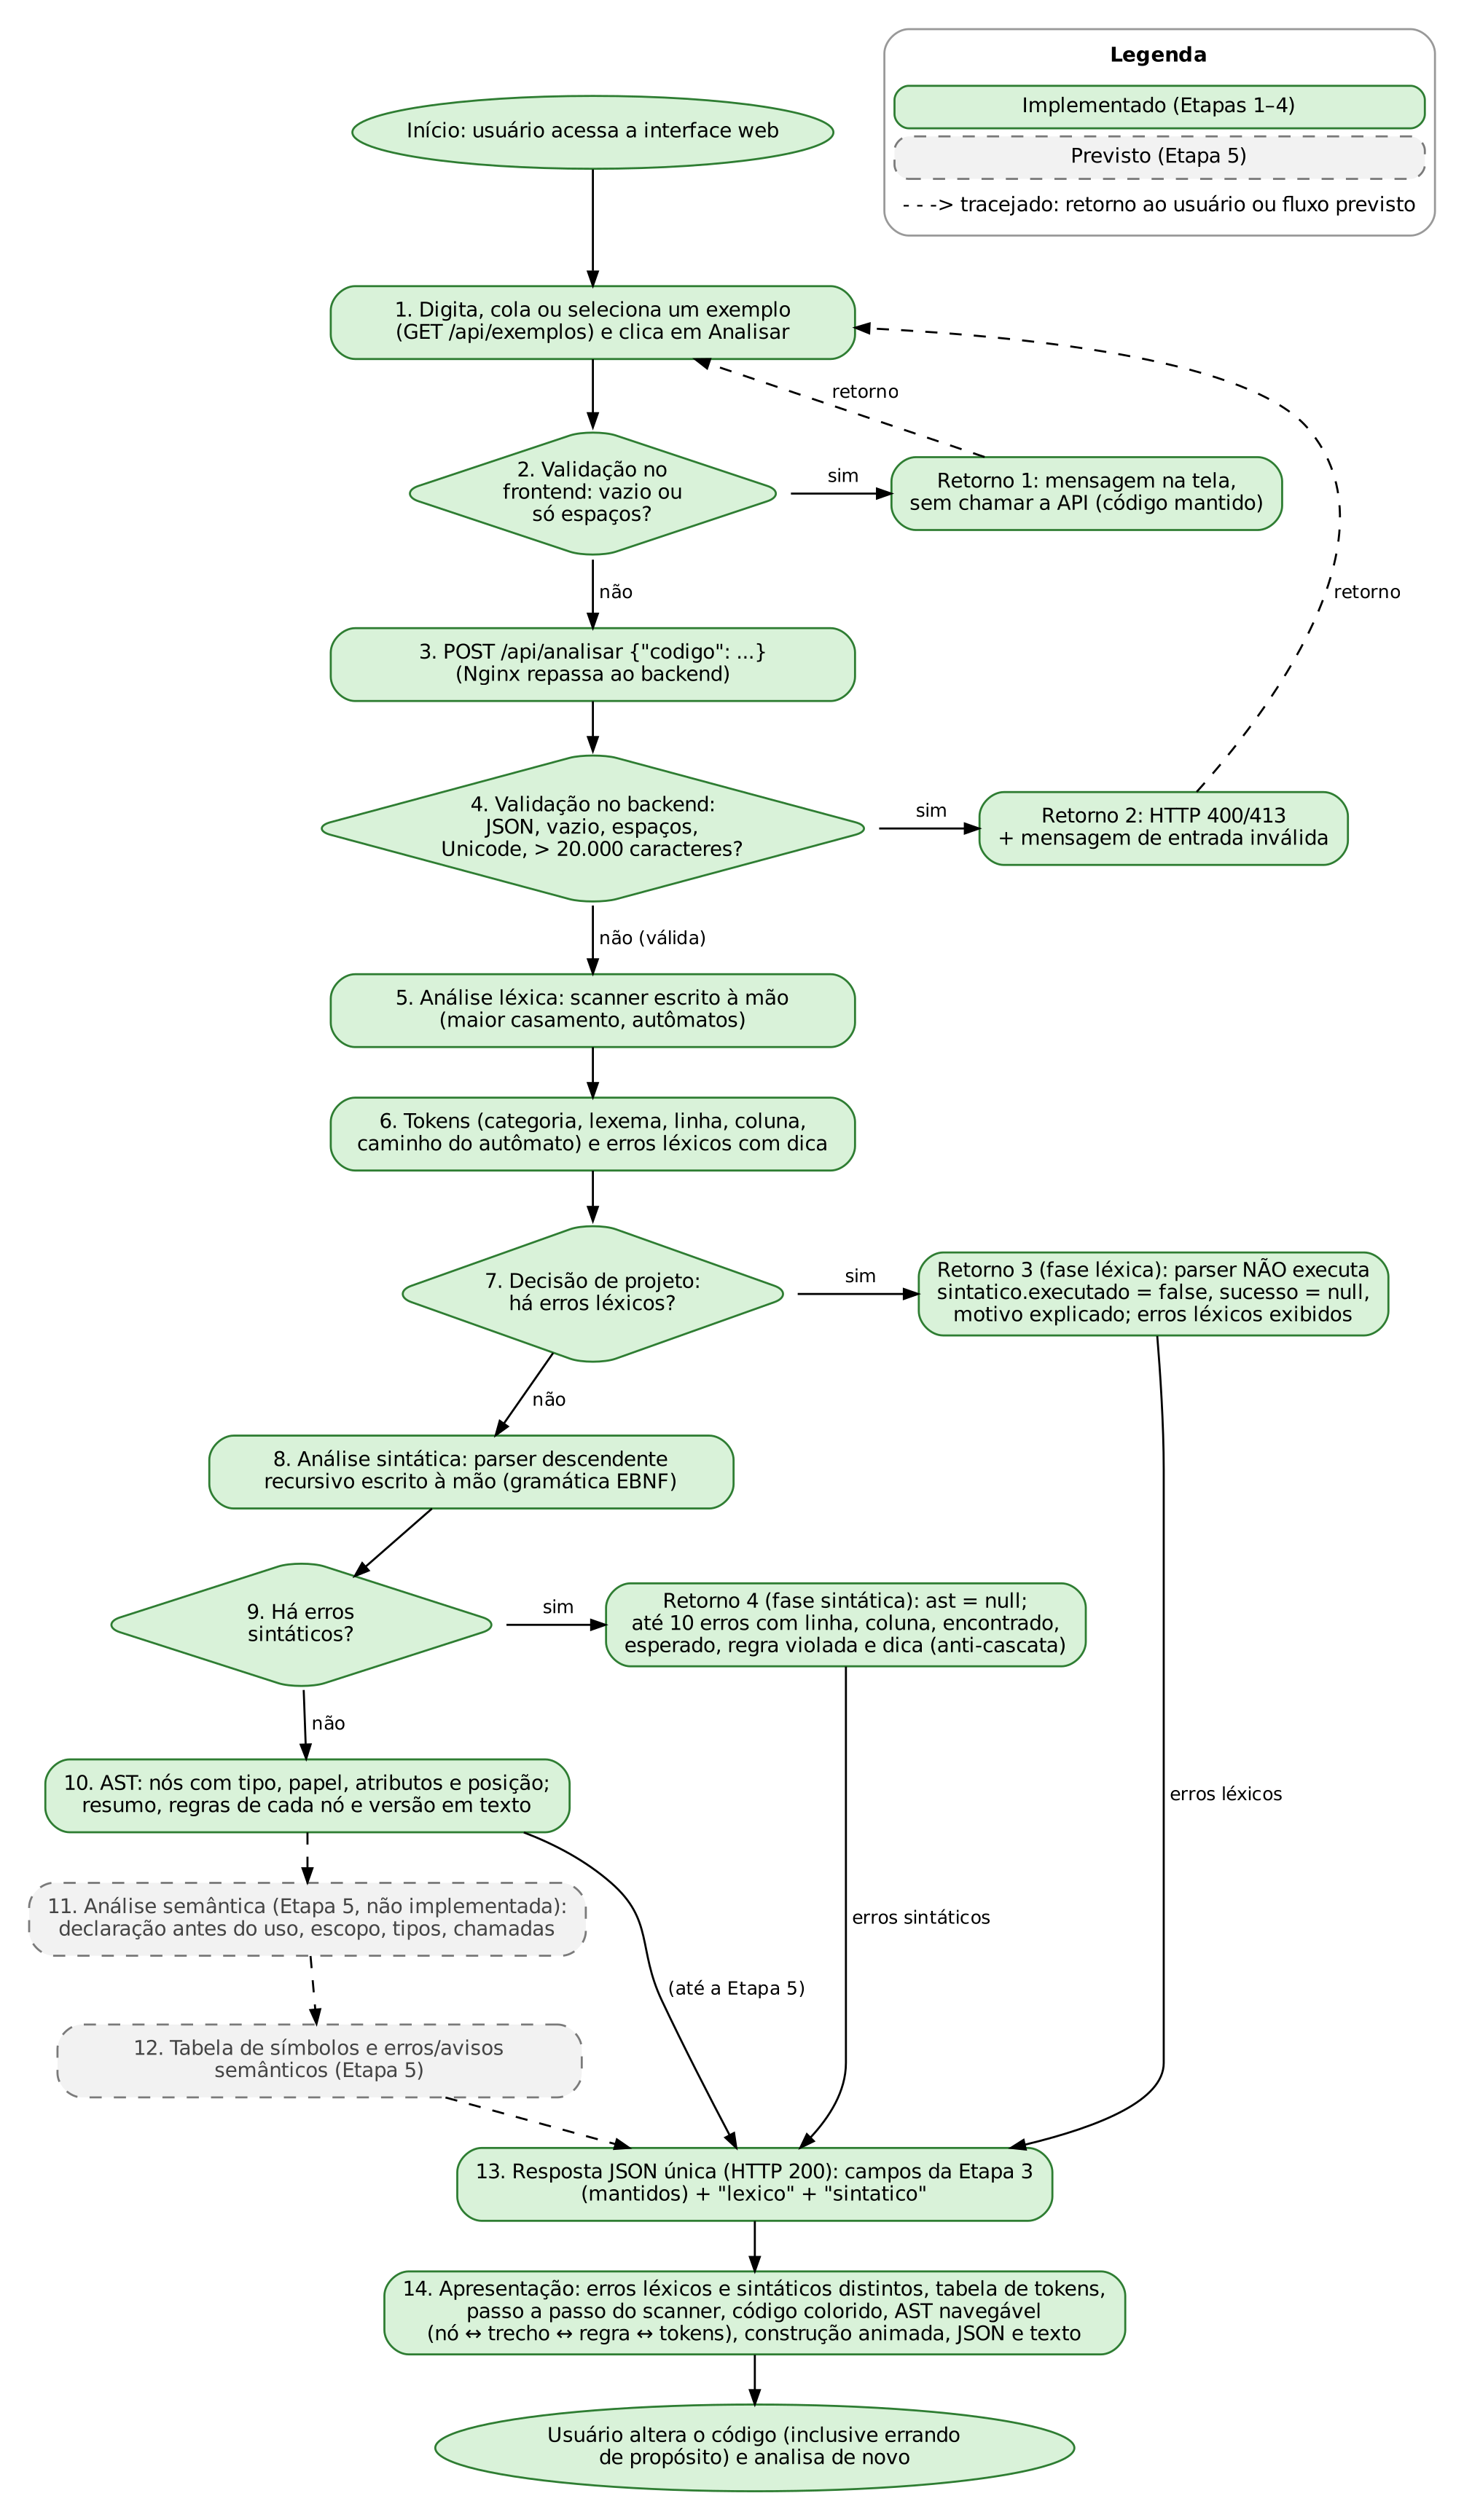 Legenda
Implementado (Etapas 1–4)
Previsto (Etapa 5)
- - -> tracejado: retorno ao usuário ou fluxo previsto
Início: usuário acessa a interface web
1. Digita, cola ou seleciona um exemplo
(GET /api/exemplos) e clica em Analisar
retorno
2. Validação no
frontend: vazio ou
só espaços?
sim
Retorno 1: mensagem na tela,
sem chamar a API (código mantido)
não
retorno
3. POST /api/analisar {"codigo": ...}
(Nginx repassa ao backend)
4. Validação no backend:
JSON, vazio, espaços,
Unicode, > 20.000 caracteres?
sim
Retorno 2: HTTP 400/413
+ mensagem de entrada inválida
não (válida)
5. Análise léxica: scanner escrito à mão
(maior casamento, autômatos)
6. Tokens (categoria, lexema, linha, coluna,
caminho do autômato) e erros léxicos com dica
7. Decisão de projeto:
há erros léxicos?
sim
Retorno 3 (fase léxica): parser NÃO executa
sintatico.executado = false, sucesso = null,
motivo explicado; erros léxicos exibidos
não
8. Análise sintática: parser descendente
recursivo escrito à mão (gramática EBNF)
9. Há erros
sintáticos?
sim
Retorno 4 (fase sintática): ast = null;
até 10 erros com linha, coluna, encontrado,
esperado, regra violada e dica (anti-cascata)
não
10. AST: nós com tipo, papel, atributos e posição;
resumo, regras de cada nó e versão em texto
erros léxicos
11. Análise semântica (Etapa 5, não implementada):
declaração antes do uso, escopo, tipos, chamadas
erros sintáticos
(até a Etapa 5)
12. Tabela de símbolos e erros/avisos
semânticos (Etapa 5)
13. Resposta JSON única (HTTP 200): campos da Etapa 3
(mantidos) + "lexico" + "sintatico"
14. Apresentação: erros léxicos e sintáticos distintos, tabela de tokens,
passo a passo do scanner, código colorido, AST navegável
(nó ↔ trecho ↔ regra ↔ tokens), construção animada, JSON e texto
Usuário altera o código (inclusive errando
de propósito) e analisa de novo